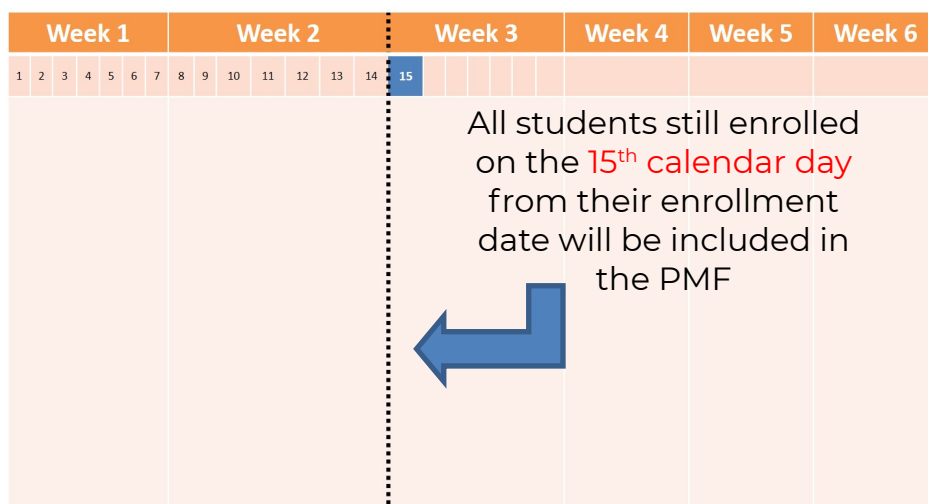 Week 1 Week 2 Week 3 Week 4 Week 5 Week 6
1 2 3 4 5 6 7 8 9 10 11 12 13 14 15
All students still enrolled
on the 15th calendar day
from their enrollment
date will be included in
the PMF